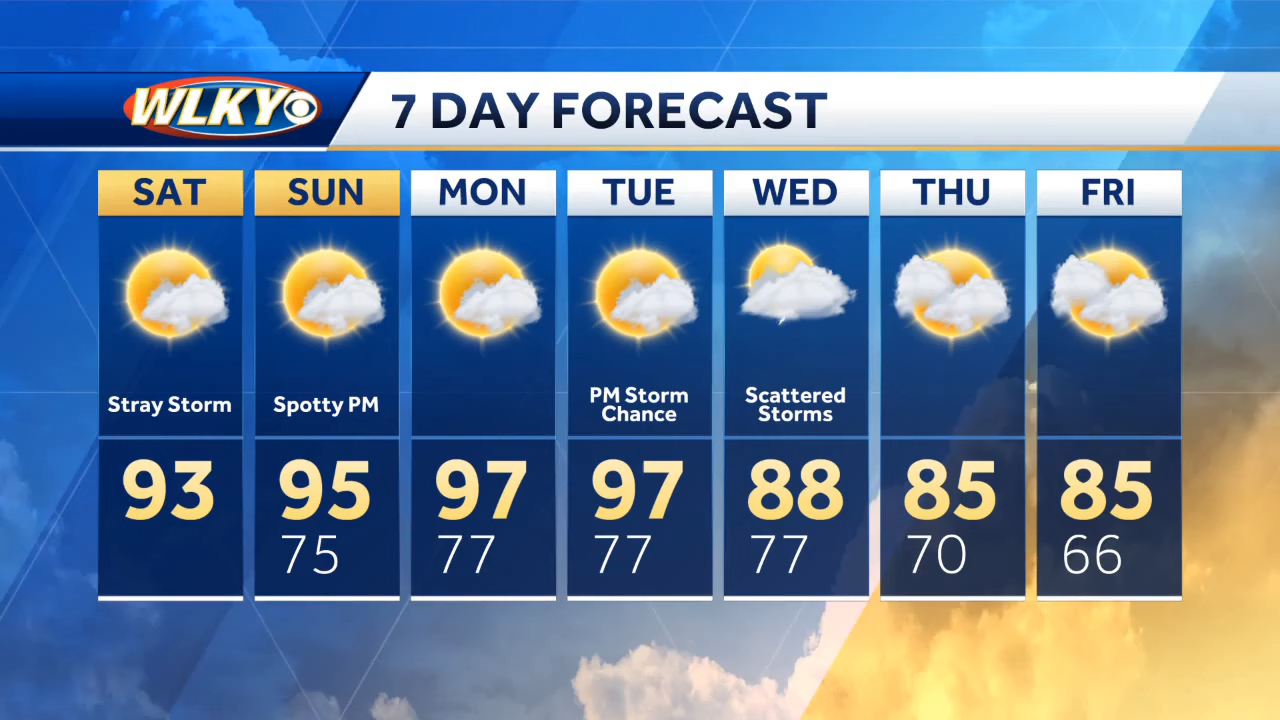 WLKY
7 DAY FORECAST
SAT SUN MON TUE WED THU FRI
Stray Storm
Spotty PM
PM Storm
Chance
Scattered
Storms
93 95 97 97 88 85 85
75 77 77 77 70 66